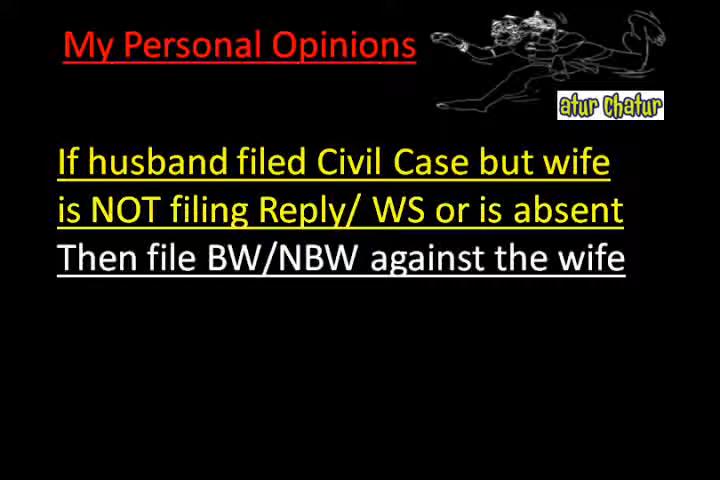 My Personal Opinions
atur chatur
If husband filed Civil Case but wife
is NOT filing Reply/ WS or is absent
Then file BW/NBW against the wife